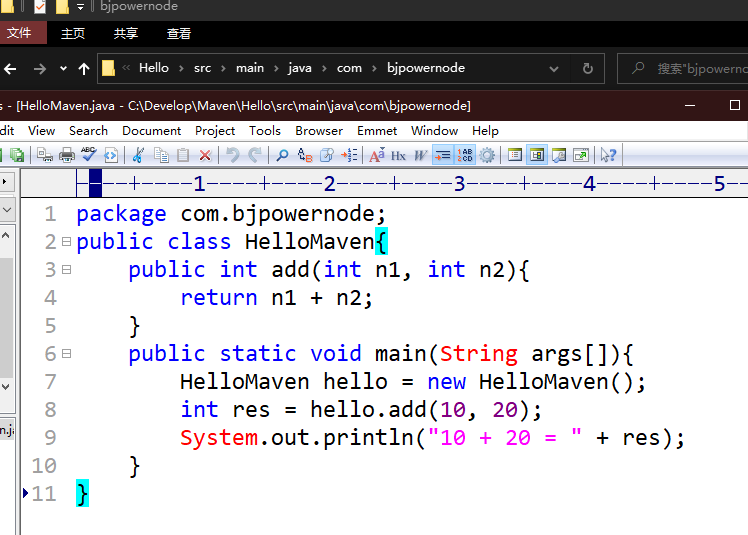 bjpowernode
文件 主页 共享 查看
Hello src main java com bjpowernode 搜索"bjpowerno
s - [HelloMaven.java - C:\Develop\Maven\Hello\src\main\java\com\bjpowernode]
dit View Search Document Project Tools Browser Emmet Window Help
1 2 3 4 5
1 package com.bjpowernode;
2 public class HelloMaven{
3 public int add(int n1, int n2){
4 return n1 + n2;
5 }
6 public static void main(String args[]){
7 HelloMaven hello = new HelloMaven();
8 int res = hello.add(10, 20);
9 System.out.println("10 + 20 = " + res);
10 }
11 }